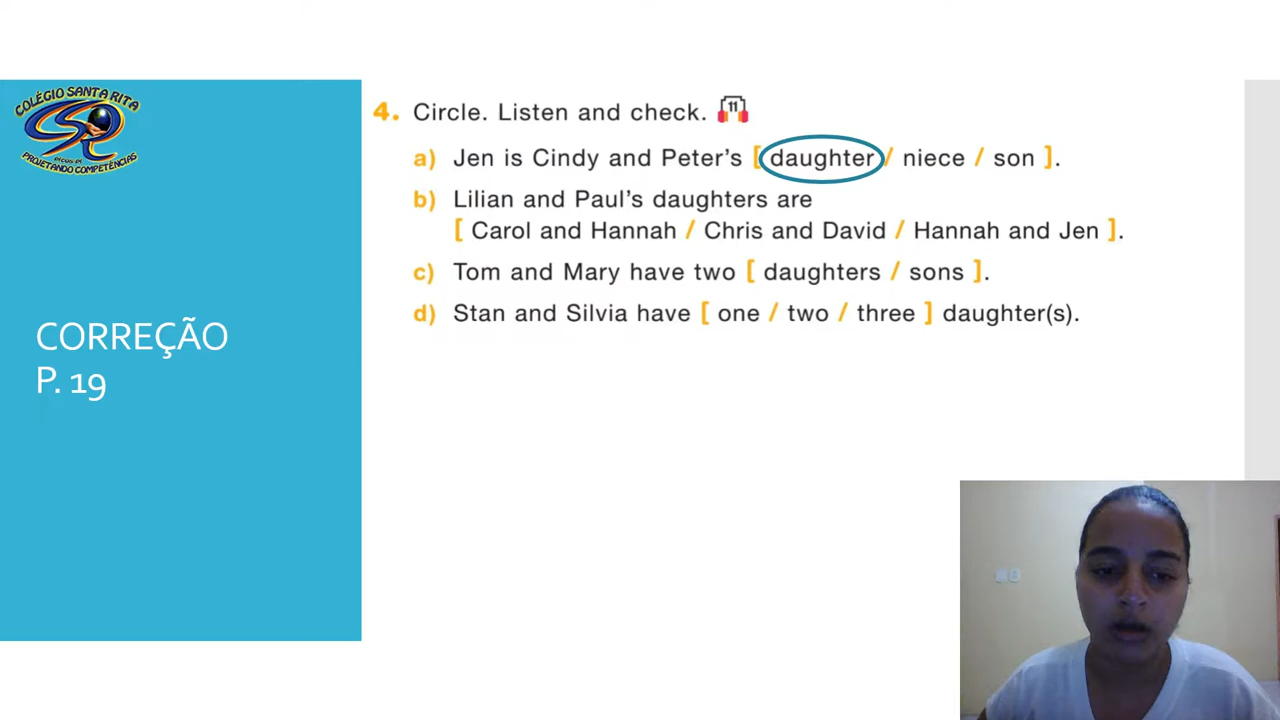 COLÉGIO SANTA RITA
PROJETANDO COMPETÊNCIAS
CORREÇÃO
P. 19
4. Circle. Listen and check. 11
a) Jen is Cindy and Peter's [ daughter / niece / son ].
b) Lilian and Paul's daughters are
[ Carol and Hannah / Chris and David / Hannah and Jen ].
c) Tom and Mary have two [ daughters / sons ].
d) Stan and Silvia have [ one / two / three ] daughter(s).